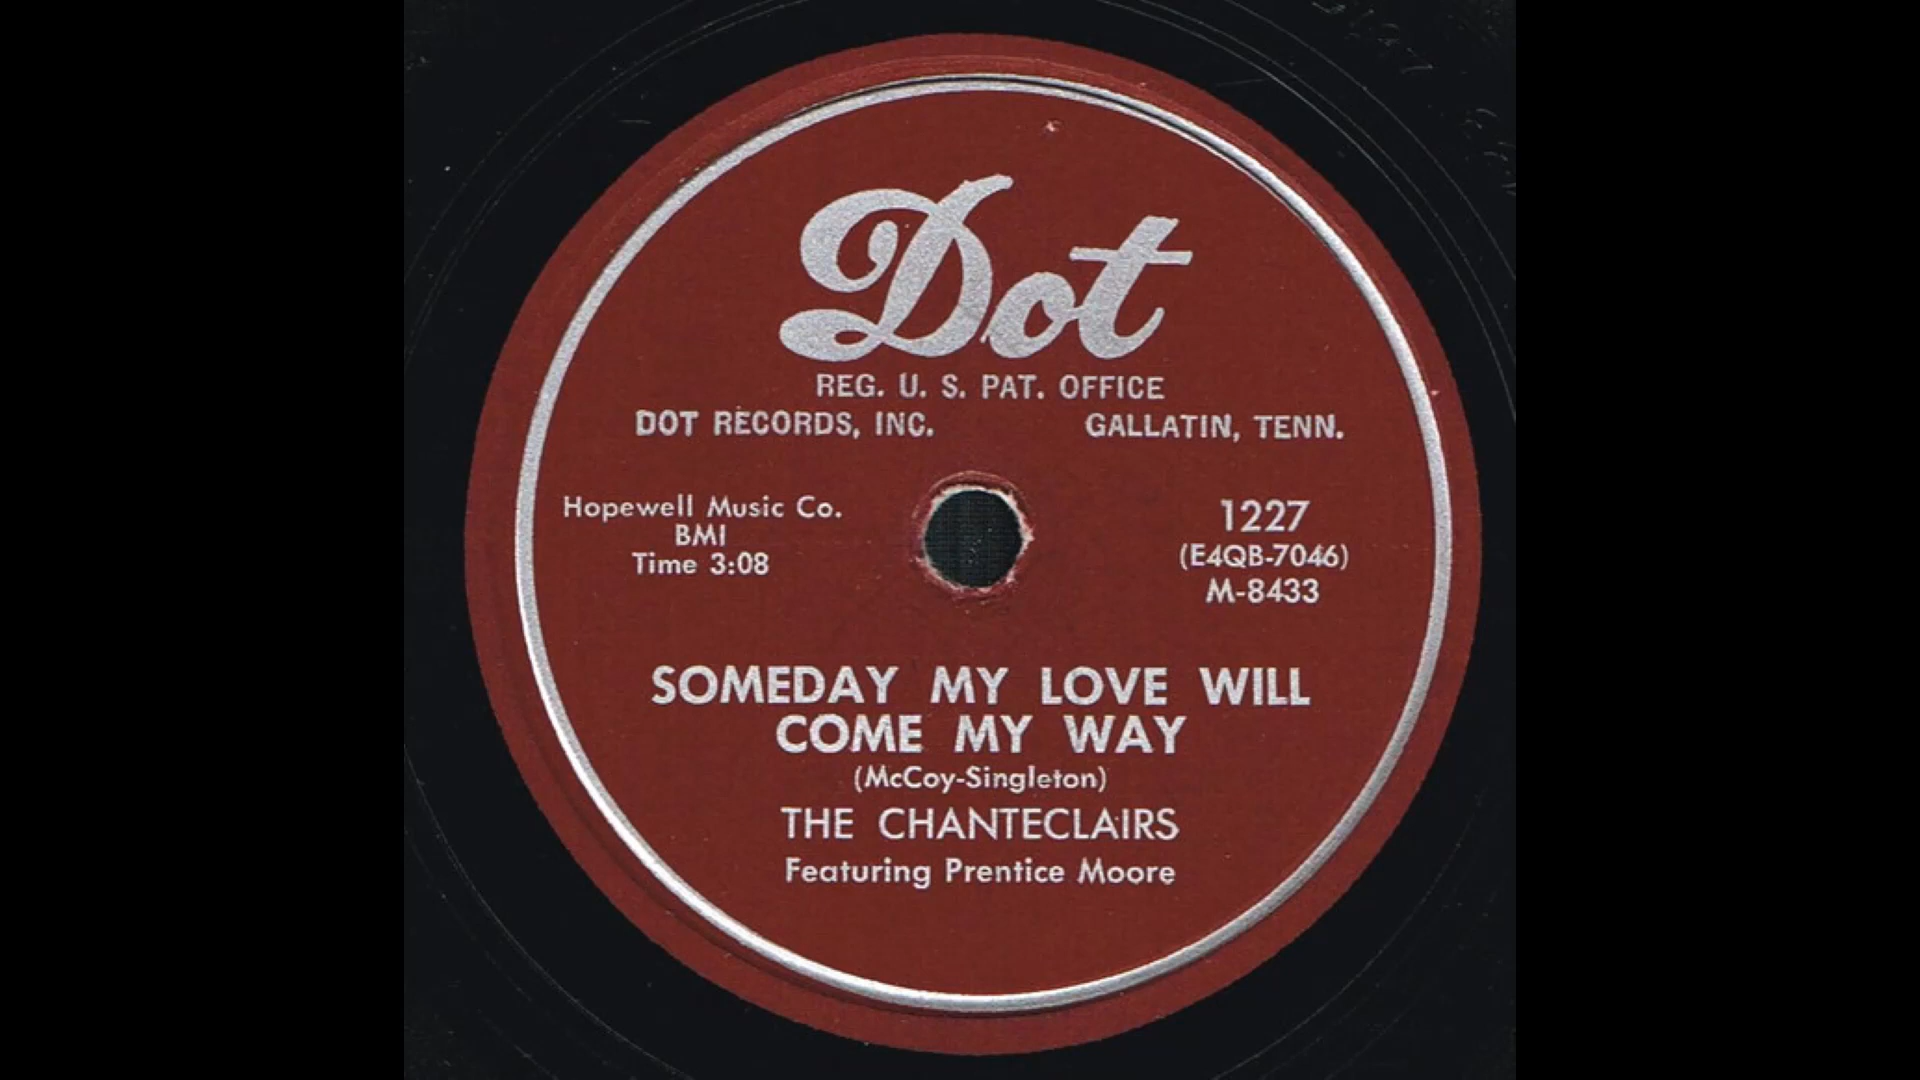 Dot
REG. U. S. PAT. OFFICE
DOT RECORDS, INC. GALLATIN, TENN.
Hopewell Music Co.
BMI
Time 3:08
1227
(E4QB-7046)
M-8433
SOMEDAY MY LOVE WILL
COME MY WAY
(McCoy-Singleton)
THE CHANTECLAIRS
Featuring Prentice Moore